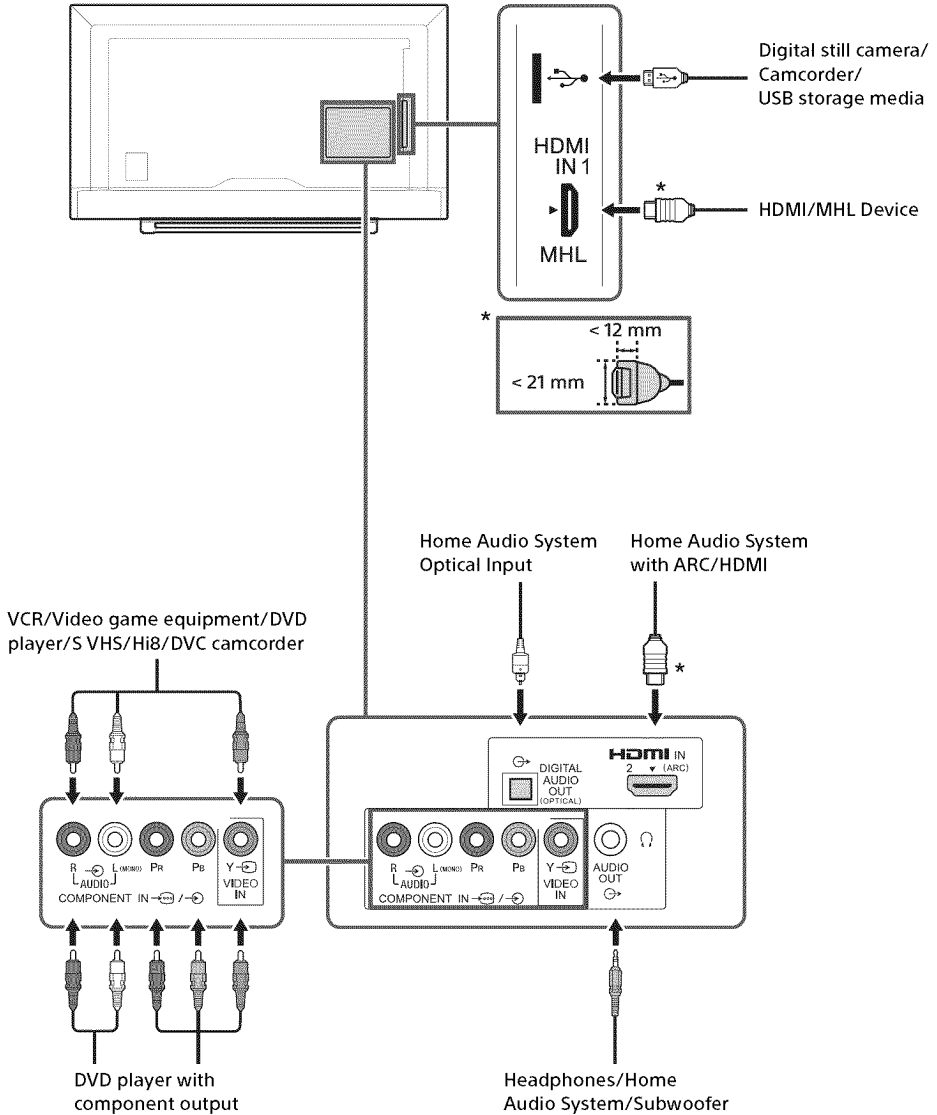 Digital still camera/
Camcorder/
USB storage media
HDMI
IN 1
*
HDMI/MHL Device
MHL
*
< 12 mm
< 21 mm
Home Audio System
Optical Input
Home Audio System
with ARC/HDMI
VCR/Video game equipment/DVD
player/S VHS/Hi8/DVC camcorder
*
HDMI IN
2 (ARC)
DIGITAL
AUDIO
OUT
(OPTICAL)
R L (MONO) PR PB Y
AUDIO
VIDEO
IN
COMPONENT IN /
R L (MONO) PR PB Y
AUDIO
VIDEO
IN
COMPONENT IN /
AUDIO
OUT
DVD player with
component output
Headphones/Home
Audio System/Subwoofer